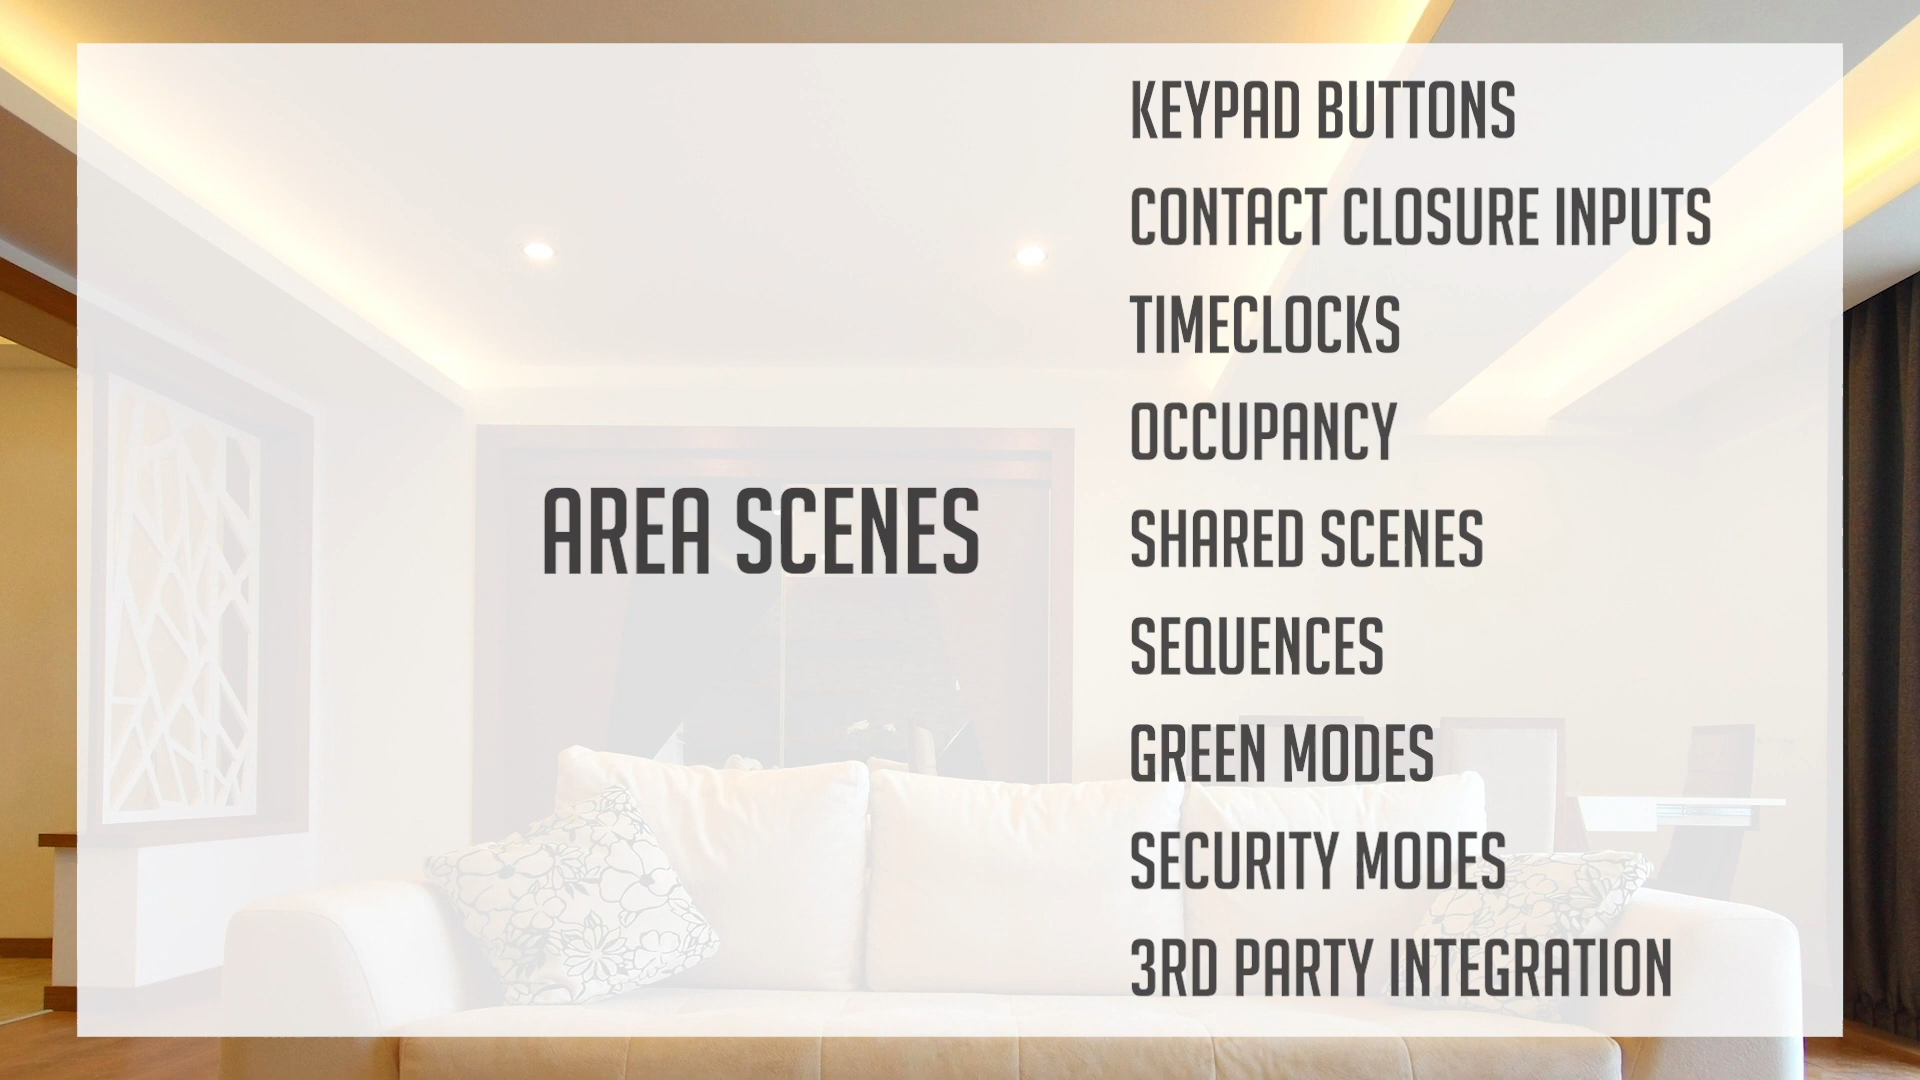 AREA SCENES
KEYPAD BUTTONS
CONTACT CLOSURE INPUTS
TIMECLOCKS
OCCUPANCY
SHARED SCENES
SEQUENCES
GREEN MODES
SECURITY MODES
3RD PARTY INTEGRATION